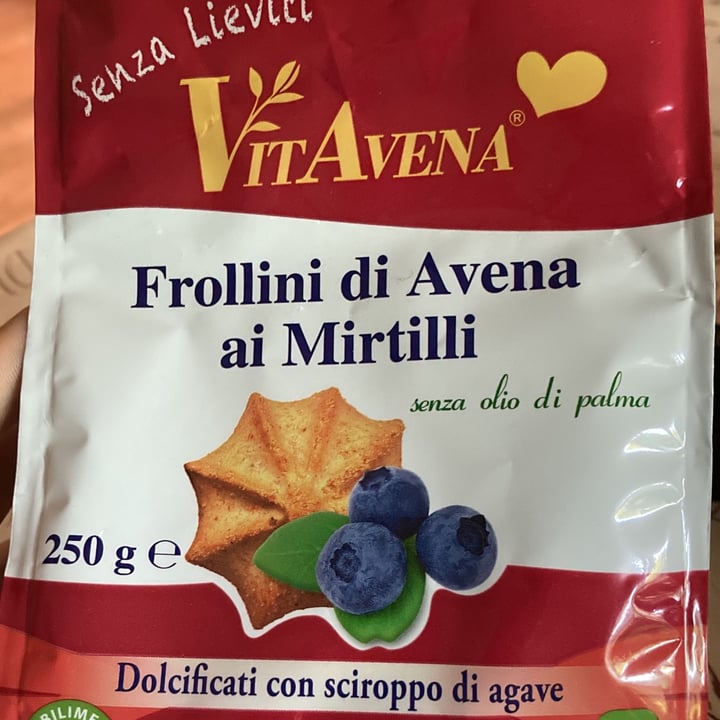 Senza Lieviti
VITAVENA®
Frollini di Avena
ai Mirtilli
senza olio di palma
250 g ℮
Dolcificati con sciroppo di agave